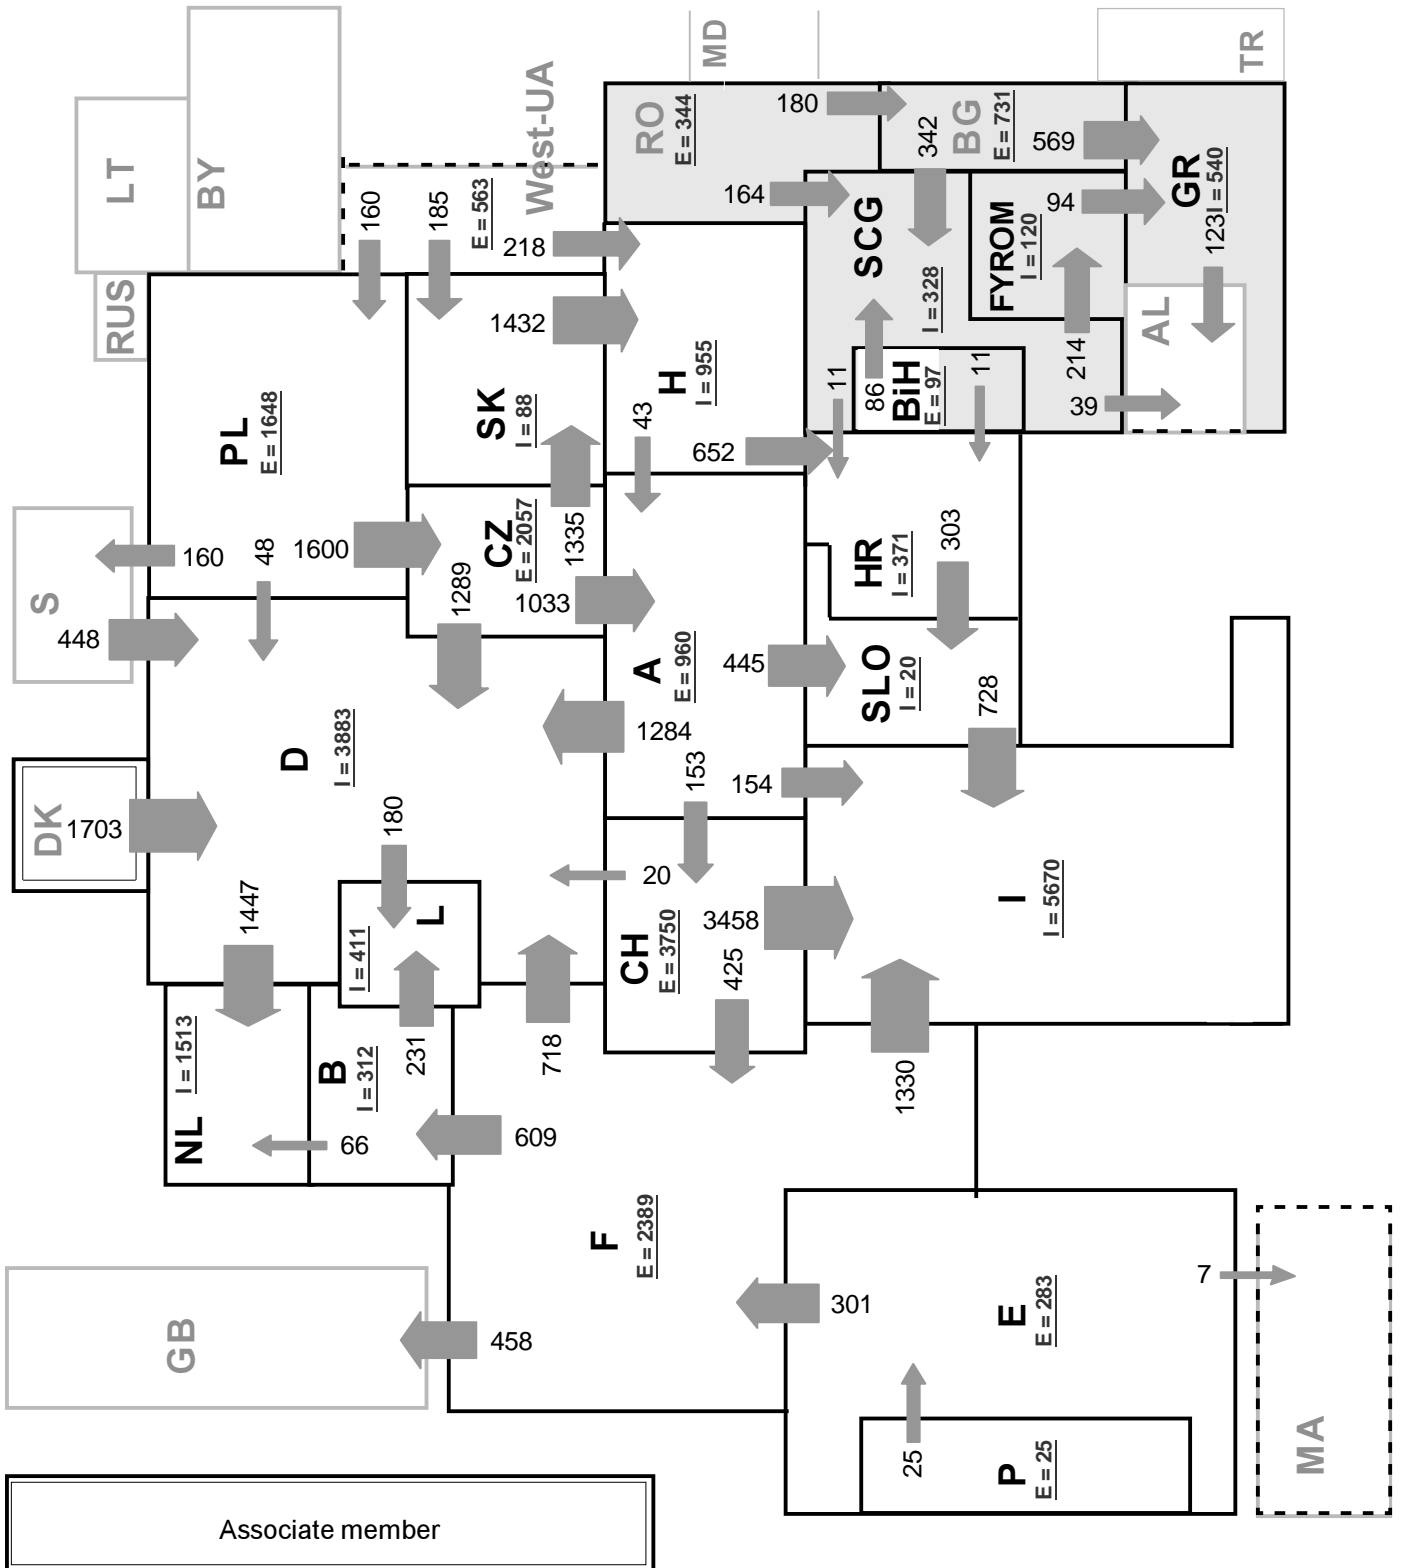 MD
TR
LT
BY
West-UA
RO
E = 344
180
342
BG
E = 731
569
GR
I = 540
123
160
185
E = 563
218
164
SCG
I = 328
FYROM
I = 120
94
RUS
1432
AL
PL
E = 1648
SK
I = 88
H
I = 955
43
652
11
86
BiH
E = 97
11
214
39
S
160
48
1600
CZ
E = 2057
1335
1289
1033
HR
I = 371
303
448
A
E = 960
445
SLO
I = 20
728
D
I = 3883
1284
153
154
DK
1703
180
20
1447
L
I = 411
CH
E = 3750
3458
425
I
I = 5670
NL
I = 1513
B
I = 312
231
718
1330
66
609
F
E = 2389
7
301
E
E = 283
GB
458
25
P
E = 25
MA
Associate member